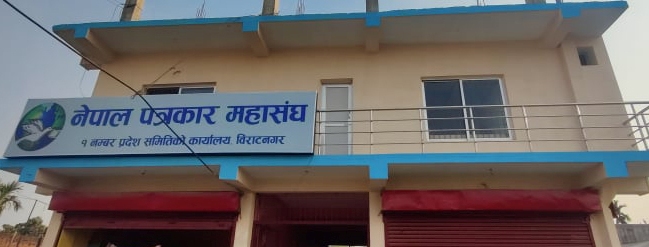 नेपाल पत्रकार महासंघ
१ नम्बर प्रदेश समितिको कार्यालय, विराटनगर